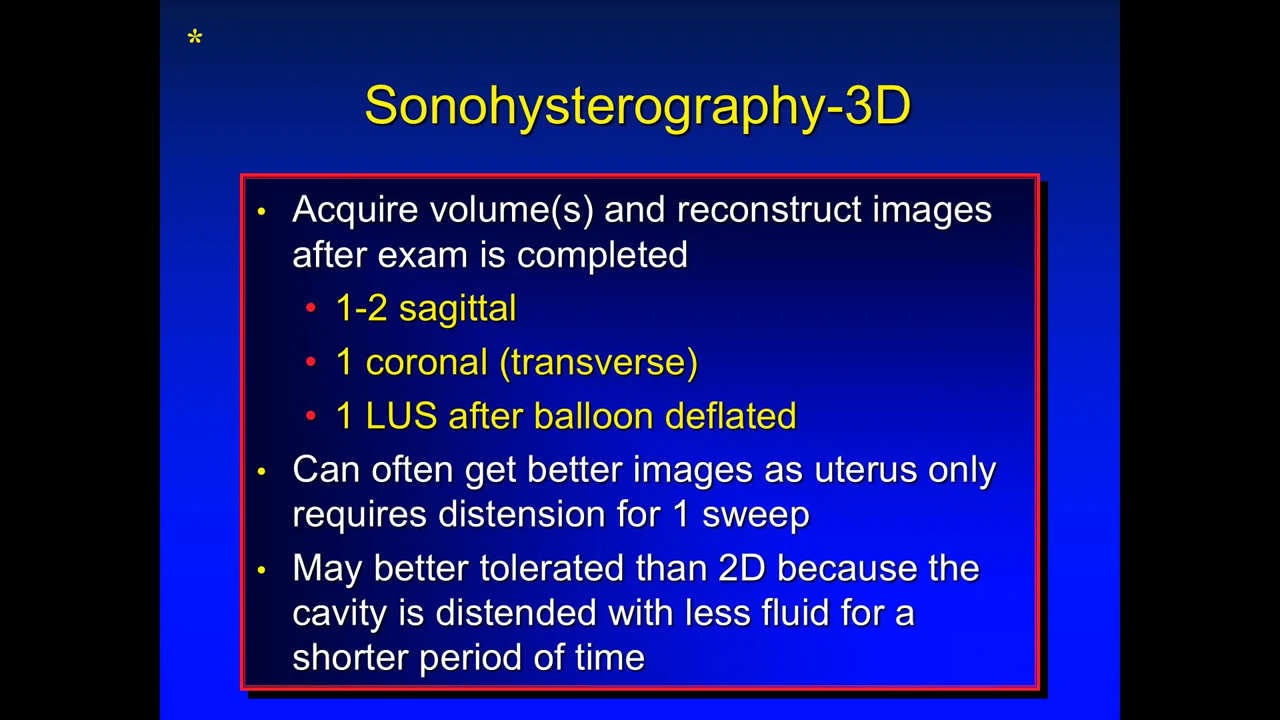 *
Sonohysterography-3D
• Acquire volume(s) and reconstruct images
after exam is completed
• 1-2 sagittal
• 1 coronal (transverse)
• 1 LUS after balloon deflated
• Can often get better images as uterus only
requires distension for 1 sweep
• May better tolerated than 2D because the
cavity is distended with less fluid for a
shorter period of time